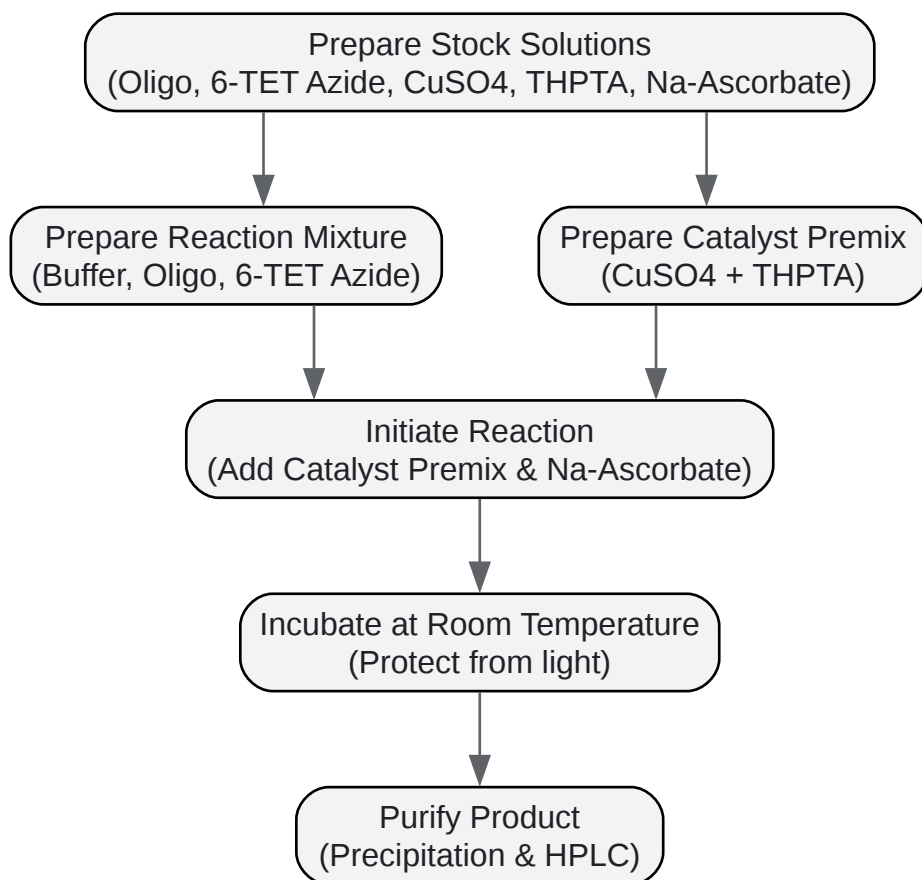 Prepare Stock Solutions
(Oligo, 6-TET Azide, CuSO4, THPTA, Na-Ascorbate)
Prepare Reaction Mixture
(Buffer, Oligo, 6-TET Azide)
Prepare Catalyst Premix
(CuSO4 + THPTA)
Initiate Reaction
(Add Catalyst Premix & Na-Ascorbate)
Incubate at Room Temperature
(Protect from light)
Purify Product
(Precipitation & HPLC)